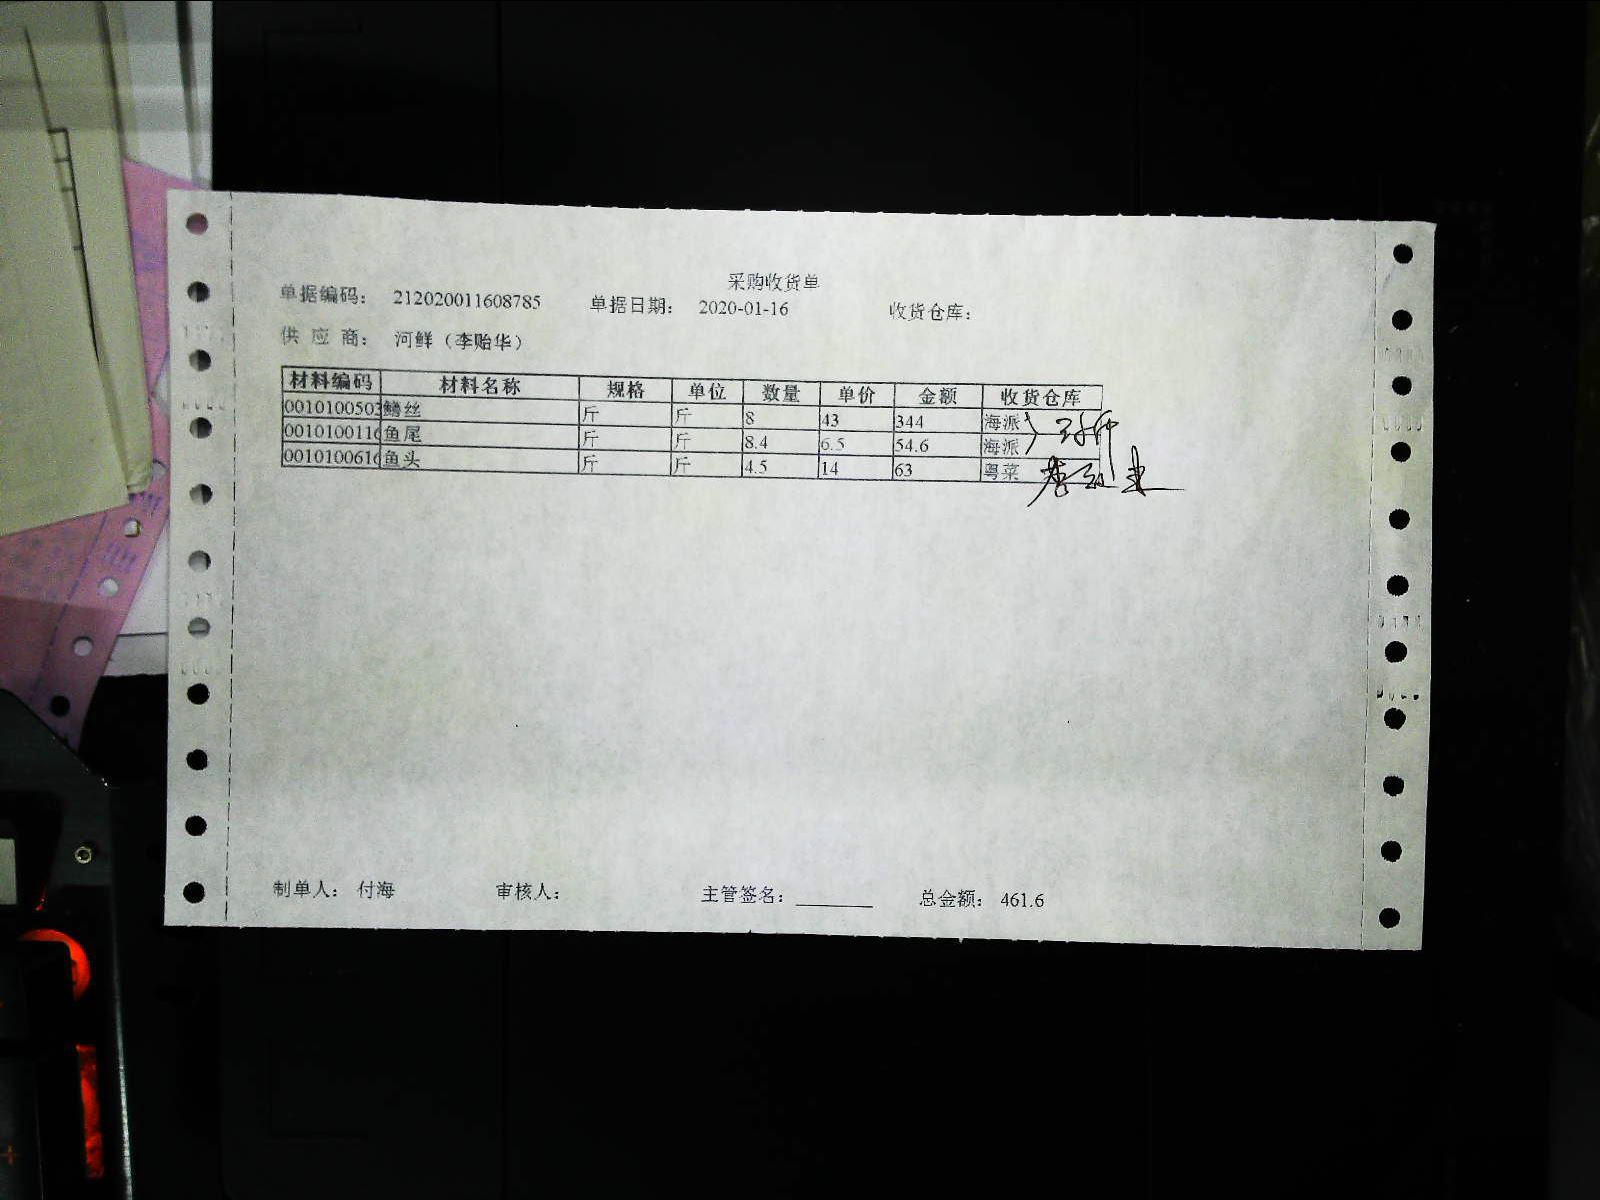 采购收货单
单据编码： 212020011608785 单据日期： 2020-01-16 收货仓库：
供 应 商： 河鲜（李贻华）
材料编码 材料名称 规格 单位 数量 单价 金额 收货仓库
0010100503 鳝丝 斤 斤 8 43 344 海派
0010100116 鱼尾 斤 斤 8.4 6.5 54.6 海派
0010100616 鱼头 斤 斤 4.5 14 63 粤菜
制单人： 付海 审核人： 主管签名： 总金额： 461.6